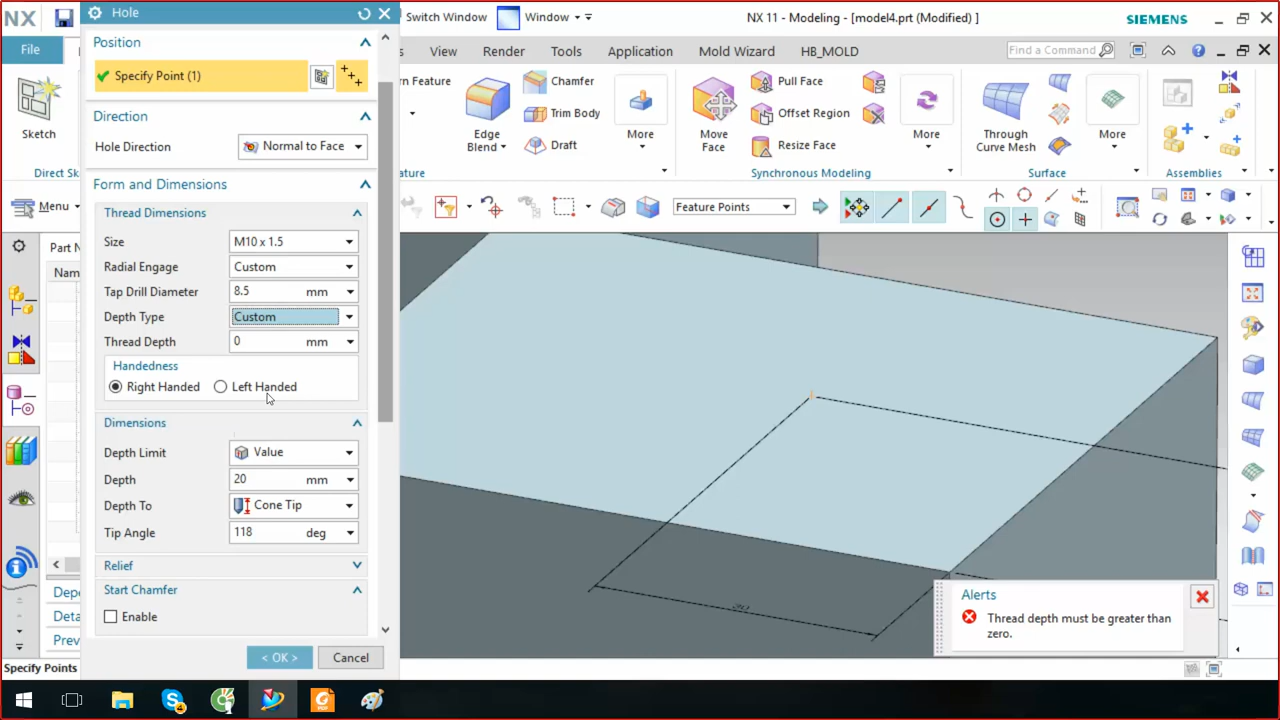 NX
Switch Window
Window
NX 11 - Modeling - [model4.prt (Modified) ]
SIEMENS
Hole
File
View
Render
Tools
Application
Mold Wizard
HB_MOLD
Find a Command
Position
Specify Point (1)
Direction
Hole Direction
Normal to Face
Form and Dimensions
Thread Dimensions
Size
M10 x 1.5
Radial Engage
Custom
Tap Drill Diameter
8.5
mm
Depth Type
Custom
Thread Depth
0
mm
Handedness
Right Handed
Left Handed
Dimensions
Depth Limit
Value
Depth
20
mm
Depth To
Cone Tip
Tip Angle
118
deg
Relief
Start Chamfer
Enable
< OK >
Cancel
Sketch
Direct Sk
Menu
Part N
Nam
Depe
Deta
Prev
Specify Points
rn Feature
Edge
Blend
Chamfer
Trim Body
Draft
More
ature
Move
Face
Pull Face
Offset Region
Resize Face
More
Synchronous Modeling
Through
Curve Mesh
More
Surface
Assemblies
Feature Points
Alerts
Thread depth must be greater than
zero.